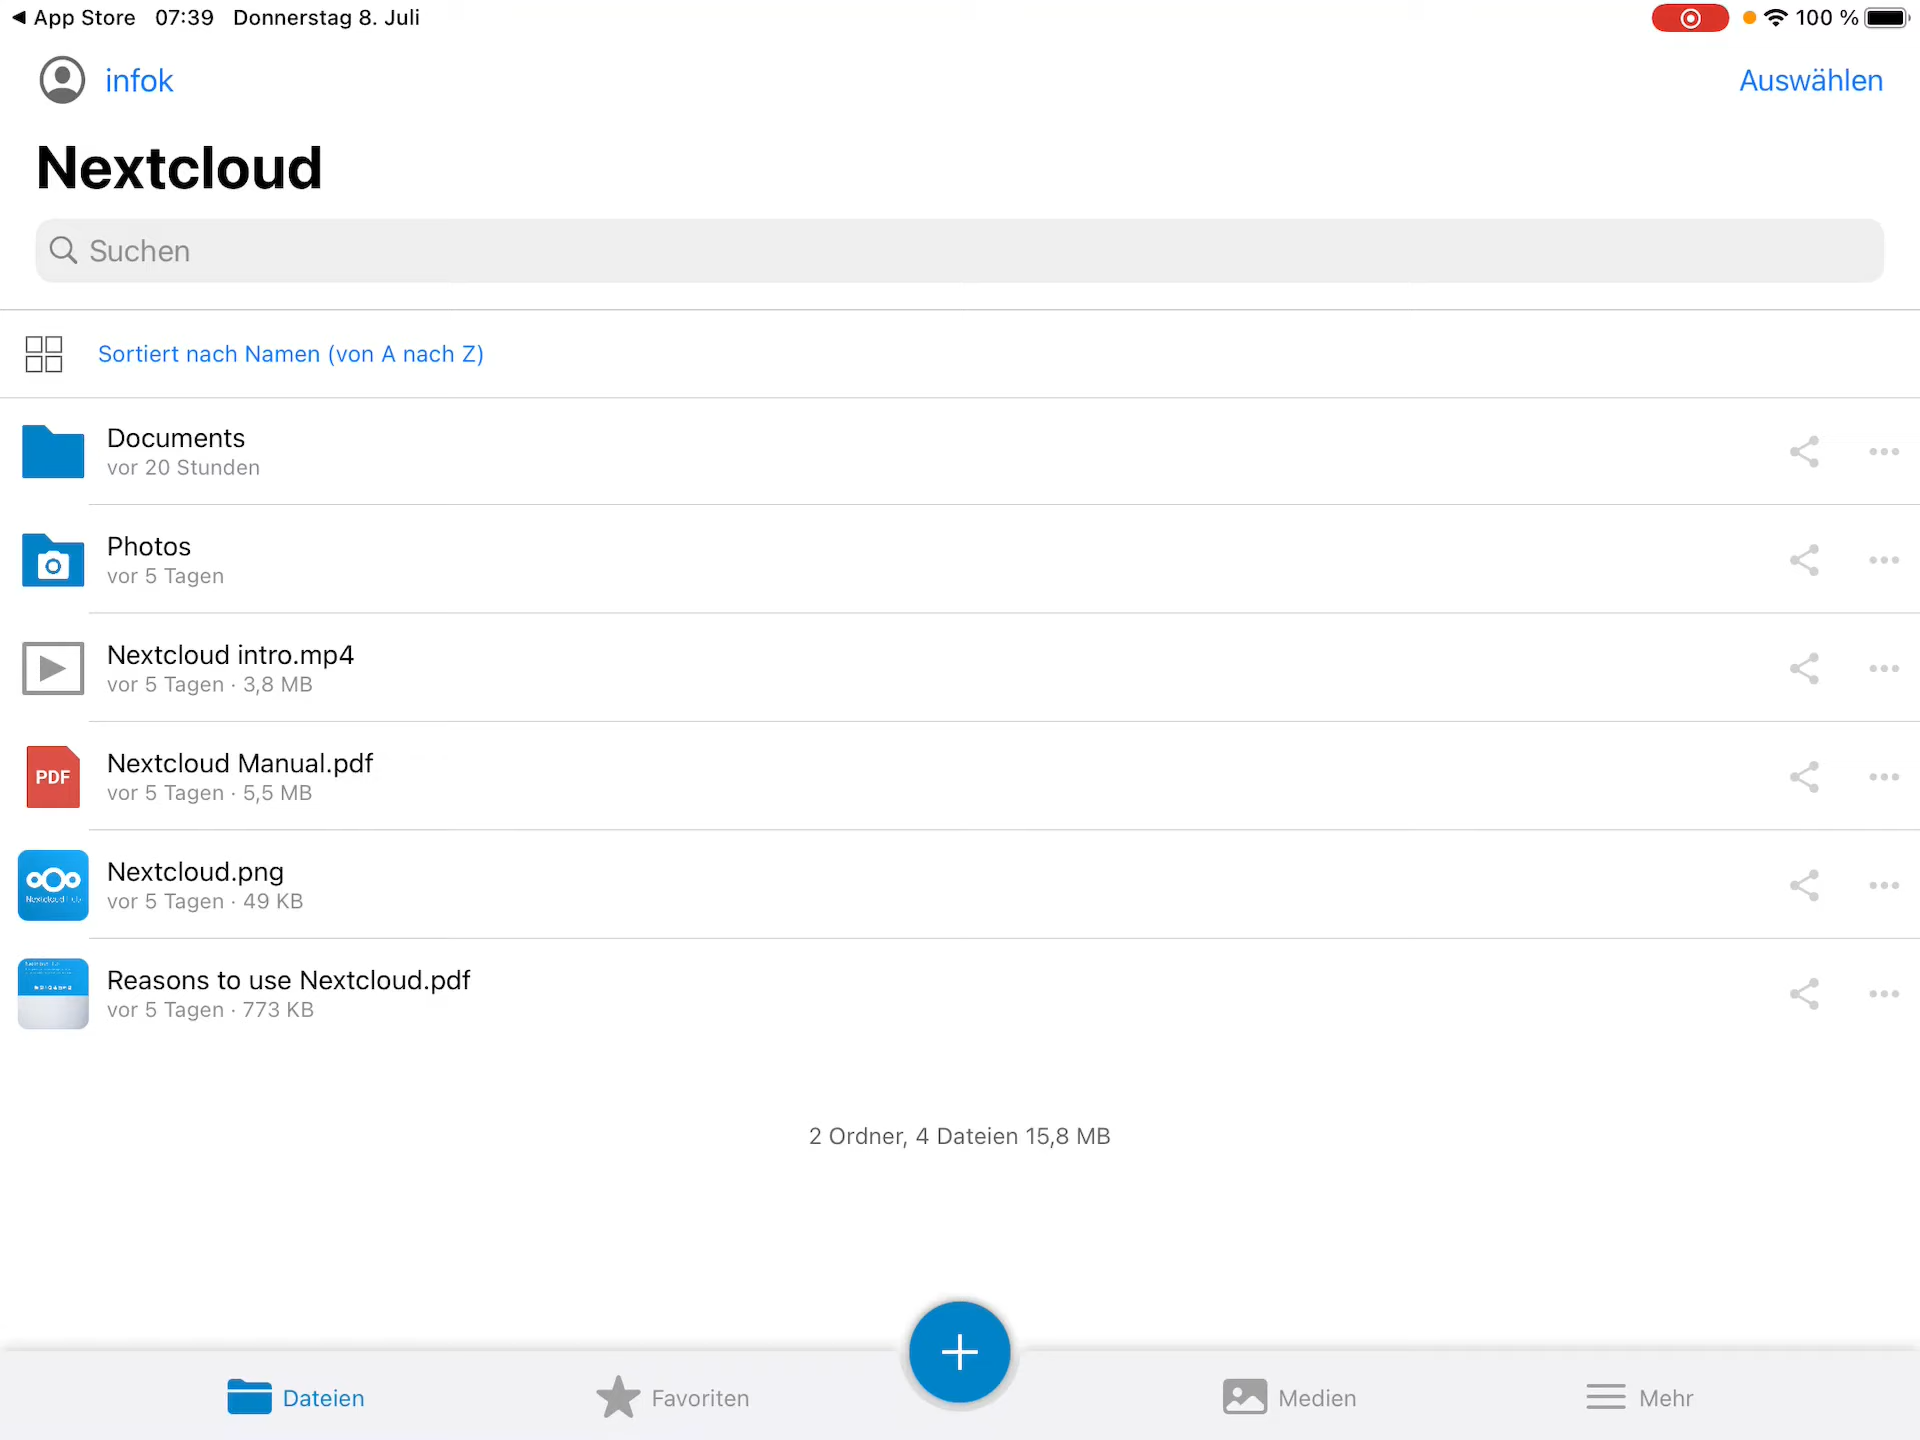 ◀ App Store 07:39 Donnerstag 8. Juli 100 %
infok Auswählen
Nextcloud
Suchen
Sortiert nach Namen (von A nach Z)
Documents
vor 20 Stunden
Photos
vor 5 Tagen
Nextcloud intro.mp4
vor 5 Tagen · 3,8 MB
PDF
Nextcloud Manual.pdf
vor 5 Tagen · 5,5 MB
Nextcloud.png
vor 5 Tagen · 49 KB
Reasons to use Nextcloud.pdf
vor 5 Tagen · 773 KB
2 Ordner, 4 Dateien 15,8 MB
Dateien Favoriten Medien Mehr